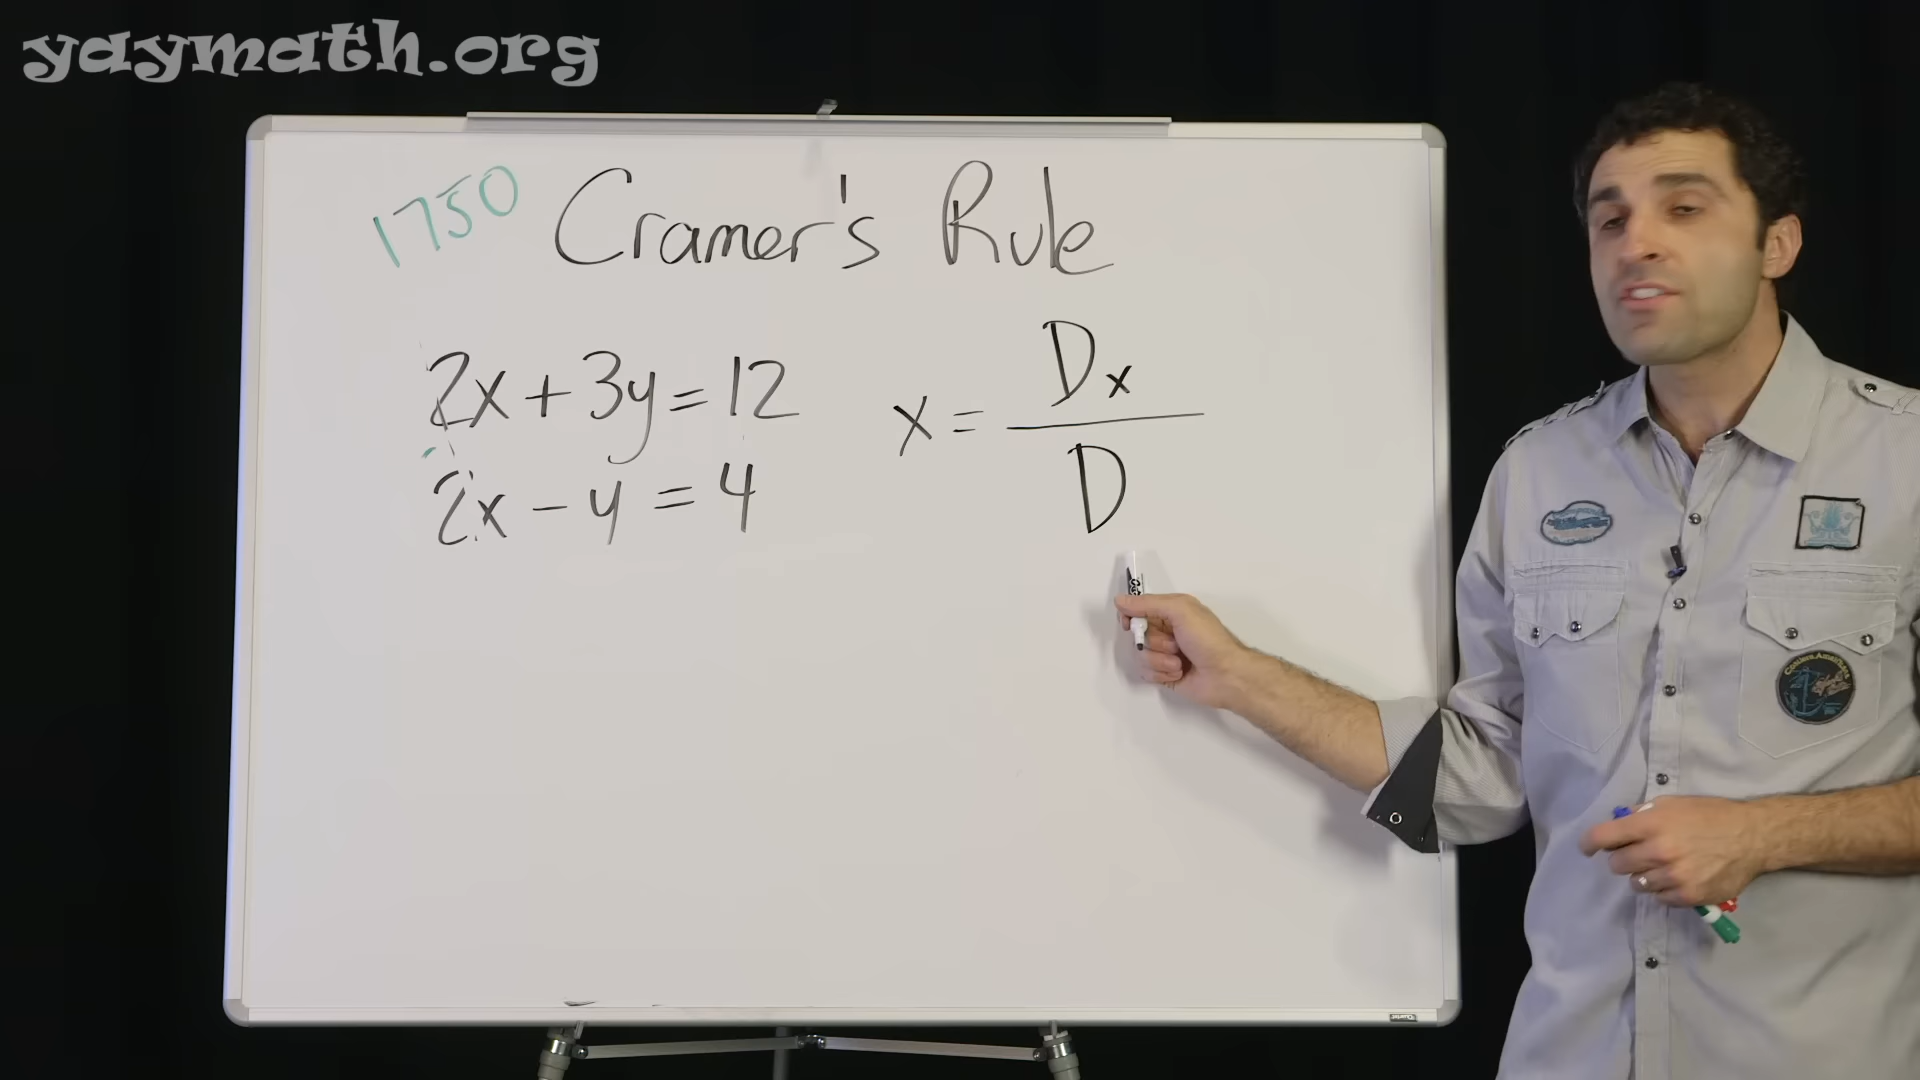 yaymath.org
1750 Cramer's Rule
2x + 3y = 12
2x - y = 4
x = Dx / D